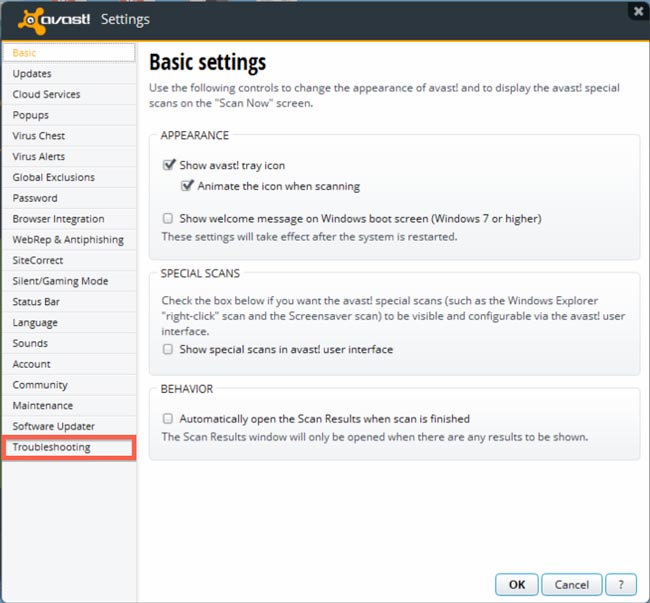 avast! Settings
Basic
Updates
Cloud Services
Popups
Virus Chest
Virus Alerts
Global Exclusions
Password
Browser Integration
WebRep & Antiphishing
SiteCorrect
Silent/Gaming Mode
Status Bar
Language
Sounds
Account
Community
Maintenance
Software Updater
Troubleshooting
Basic settings
Use the following controls to change the appearance of avast! and to display the avast! special
scans on the "Scan Now" screen.
APPEARANCE
Show avast! tray icon
Animate the icon when scanning
Show welcome message on Windows boot screen (Windows 7 or higher)
These settings will take effect after the system is restarted.
SPECIAL SCANS
Check the box below if you want the avast! special scans (such as the Windows Explorer
"right-click" scan and the Screensaver scan) to be visible and configurable via the avast! user
interface.
Show special scans in avast! user interface
BEHAVIOR
Automatically open the Scan Results when scan is finished
The Scan Results window will only be opened when there are any results to be shown.
OK Cancel ?